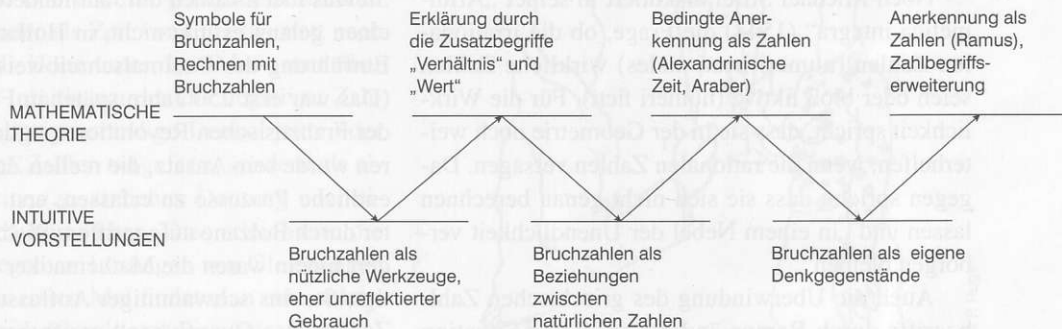 Symbole für
Bruchzahlen,
Rechnen mit
Bruchzahlen
Erklärung durch
die Zusatzbegriffe
„Verhältnis“ und
„Wert“
Bedingte Aner-
kennung als Zahlen
(Alexandrinische
Zeit, Araber)
Anerkennung als
Zahlen (Ramus),
Zahlbegriffs-
erweiterung
MATHEMATISCHE
THEORIE
INTUITIVE
VORSTELLUNGEN
Bruchzahlen als
nützliche Werkzeuge,
eher unreflektierter
Gebrauch
Bruchzahlen als
Beziehungen
zwischen
natürlichen Zahlen
Bruchzahlen als eigene
Denkgegenstände